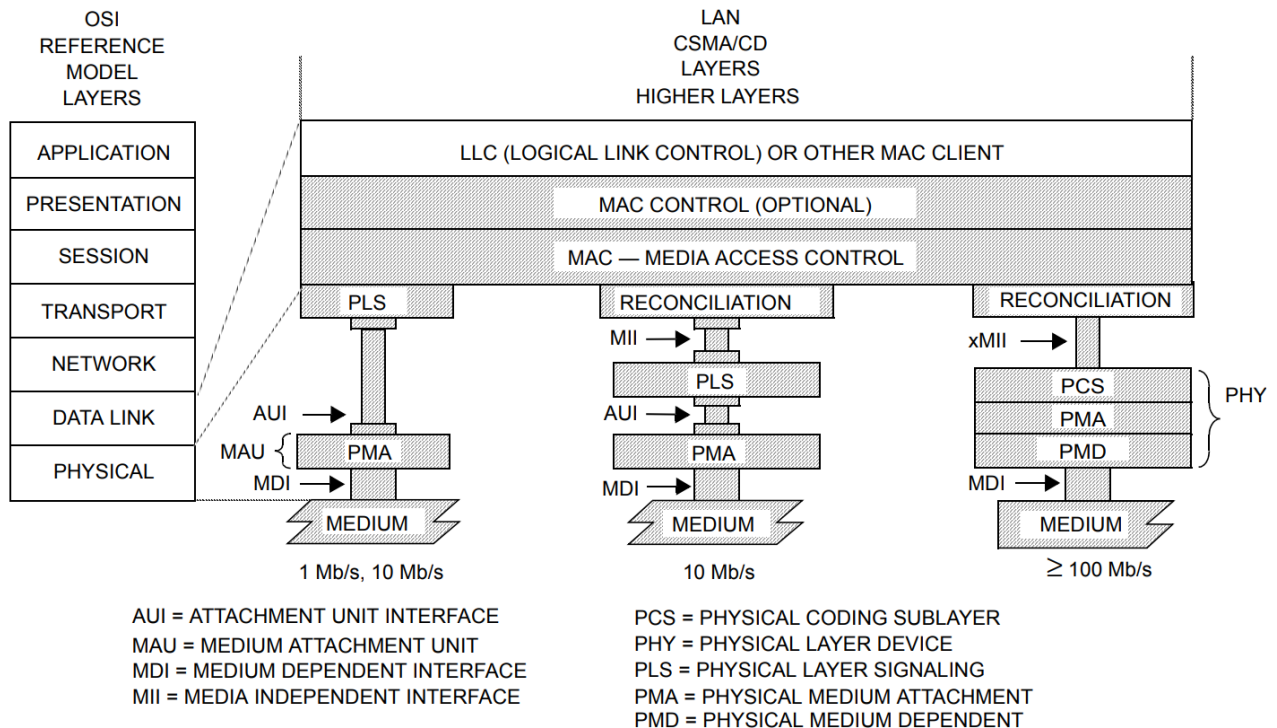 OSI
REFERENCE
MODEL
LAYERS
LAN
CSMA/CD
LAYERS
HIGHER LAYERS
APPLICATION
PRESENTATION
SESSION
TRANSPORT
NETWORK
DATA LINK
PHYSICAL
LLC (LOGICAL LINK CONTROL) OR OTHER MAC CLIENT
MAC CONTROL (OPTIONAL)
MAC — MEDIA ACCESS CONTROL
PLS
AUI
MAU
PMA
MDI
MEDIUM
1 Mb/s, 10 Mb/s
RECONCILIATION
MII
PLS
AUI
PMA
MDI
MEDIUM
10 Mb/s
RECONCILIATION
xMII
PCS
PMA
PMD
PHY
MDI
MEDIUM
≥ 100 Mb/s
AUI = ATTACHMENT UNIT INTERFACE
MAU = MEDIUM ATTACHMENT UNIT
MDI = MEDIUM DEPENDENT INTERFACE
MII = MEDIA INDEPENDENT INTERFACE
PCS = PHYSICAL CODING SUBLAYER
PHY = PHYSICAL LAYER DEVICE
PLS = PHYSICAL LAYER SIGNALING
PMA = PHYSICAL MEDIUM ATTACHMENT
PMD = PHYSICAL MEDIUM DEPENDENT